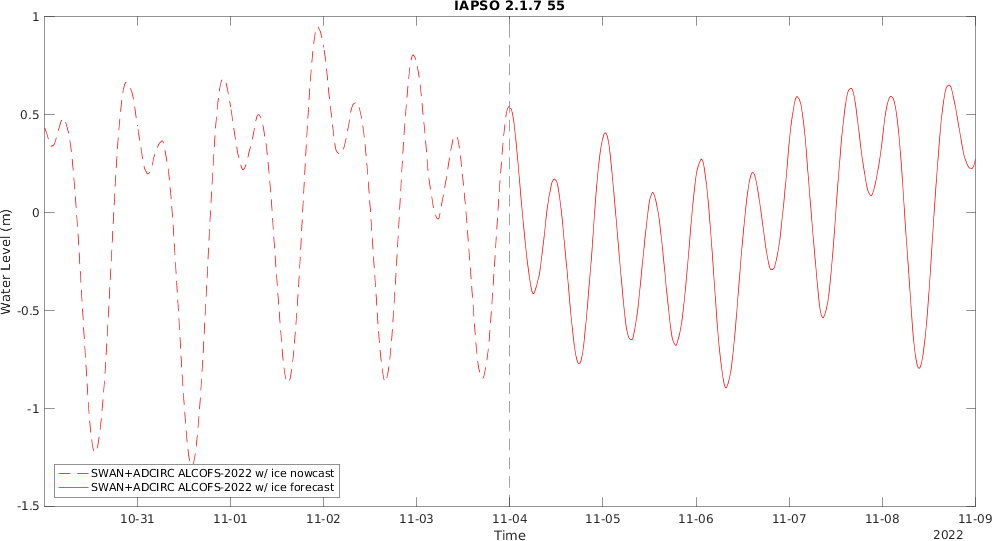 IAPSO 2.1.7 55
1
0.5
0
-0.5
-1
-1.5
Water Level (m)
SWAN+ADCIRC ALCOFS-2022 w/ ice nowcast
SWAN+ADCIRC ALCOFS-2022 w/ ice forecast
10-31 11-01 11-02 11-03 11-04 11-05 11-06 11-07 11-08 11-09
Time
2022